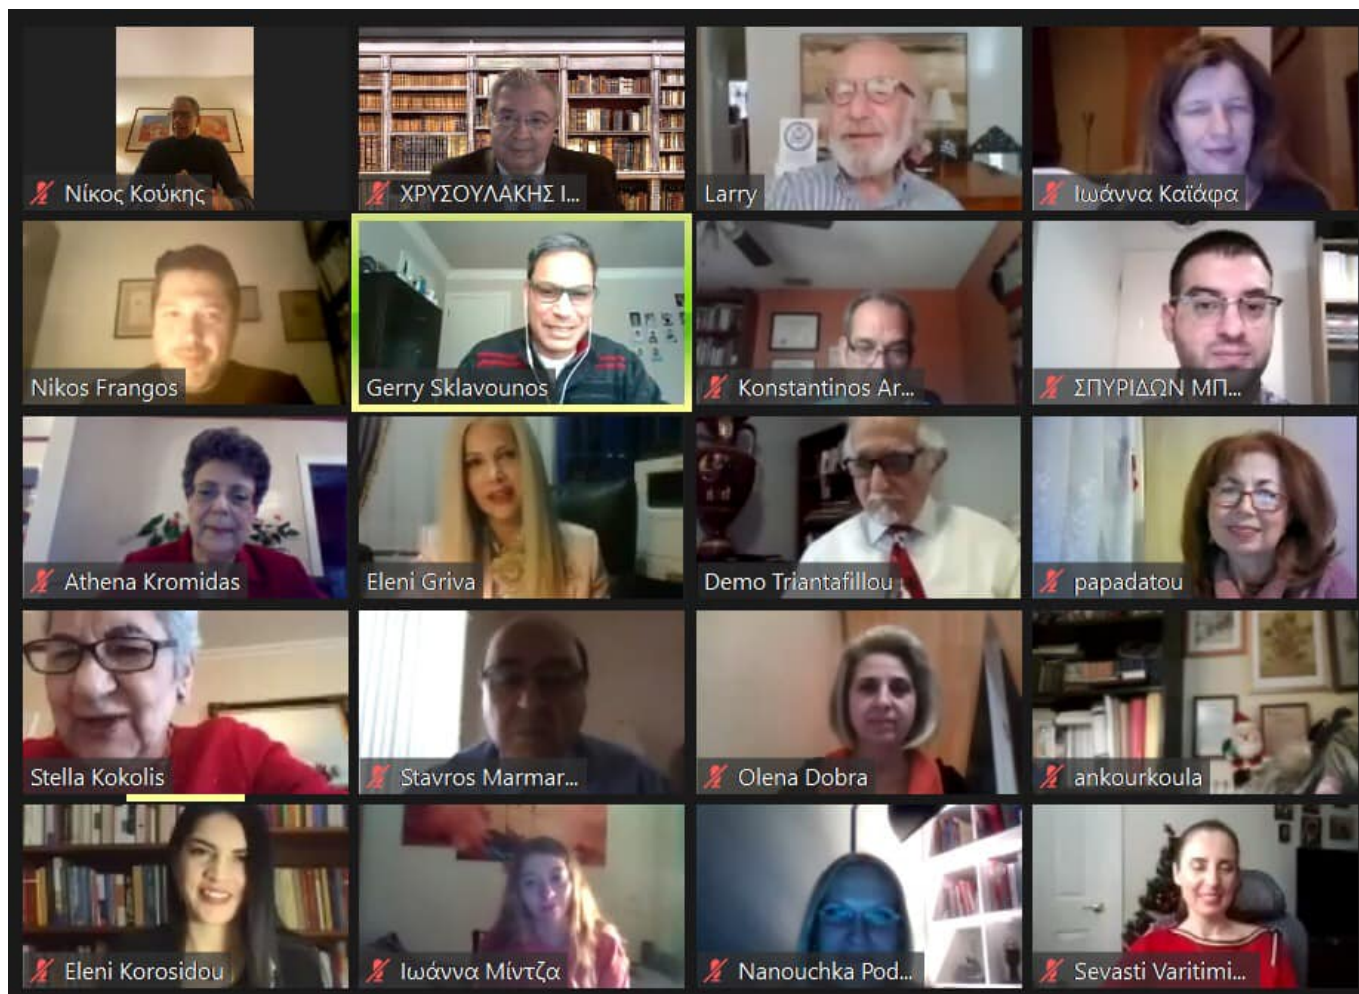 Νίκος Κούκης
ΧΡΥΣΟΥΛΑΚΗΣ Ι...
Larry
Ιωάννα Καϊάφα
Nikos Frangos
Gerry Sklavounos
Konstantinos Ar...
ΣΠΥΡΙΔΩΝ ΜΠ...
Athena Kromidas
Eleni Griva
Demo Triantafillou
papadatou
Stella Kokolis
Stavros Marmar...
Olena Dobra
ankourkoula
Eleni Korosidou
Ιωάννα Μίντζα
Nanouchka Pod...
Sevasti Varitimi...